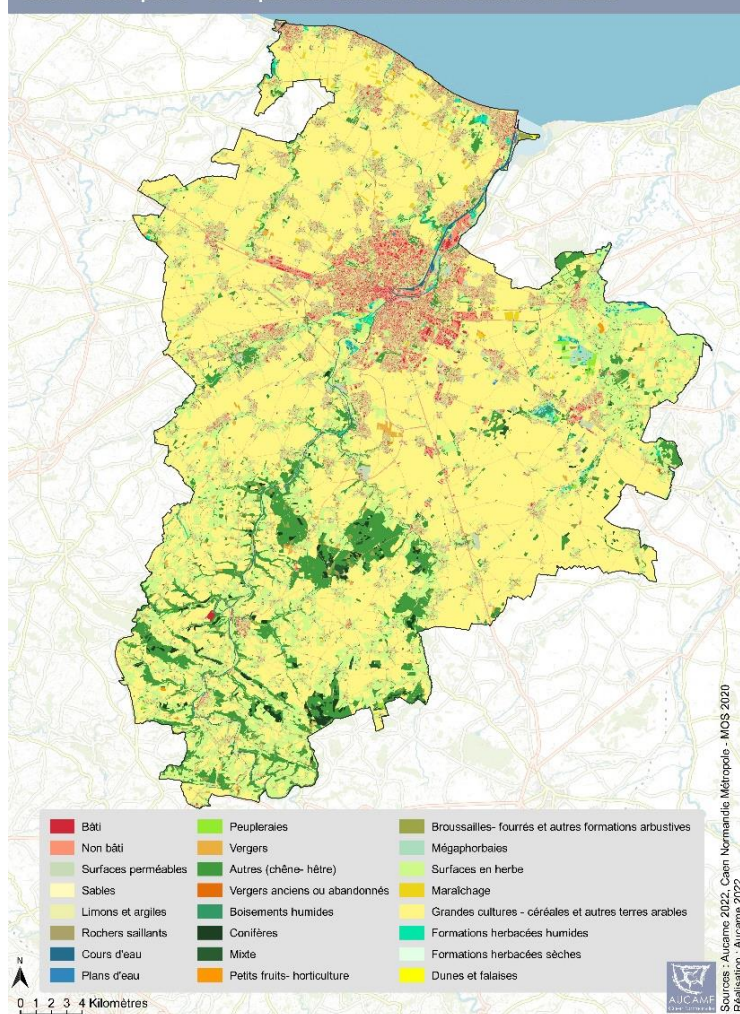 Bâti
Non bâti
Surfaces perméables
Sables
Limons et argiles
Rochers saillants
Cours d'eau
Plans d'eau
Peupleraies
Vergers
Autres (chêne- hêtre)
Vergers anciens ou abandonnés
Boisements humides
Conifères
Mixte
Petits fruits- horticulture
Broussailles- fourrés et autres formations arbustives
Mégaphorbaies
Surfaces en herbe
Maraîchage
Grandes cultures - céréales et autres terres arables
Formations herbacées humides
Formations herbacées sèches
Dunes et falaises
N
0 1 2 3 4 Kilomètres
AUCAME
Caen Normandie
Sources : Aucame 2022, Caen Normandie Métropole - MOS 2020
Réalisation : Aucame 2022